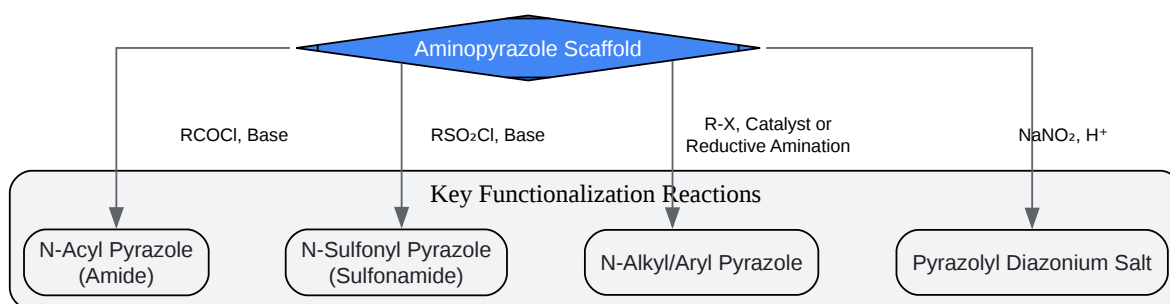 Aminopyrazole Scaffold
RCOCl, Base
RSO₂Cl, Base
R-X, Catalyst or
Reductive Amination
NaNO₂, H⁺
Key Functionalization Reactions
N-Acyl Pyrazole
(Amide)
N-Sulfonyl Pyrazole
(Sulfonamide)
N-Alkyl/Aryl Pyrazole
Pyrazolyl Diazonium Salt